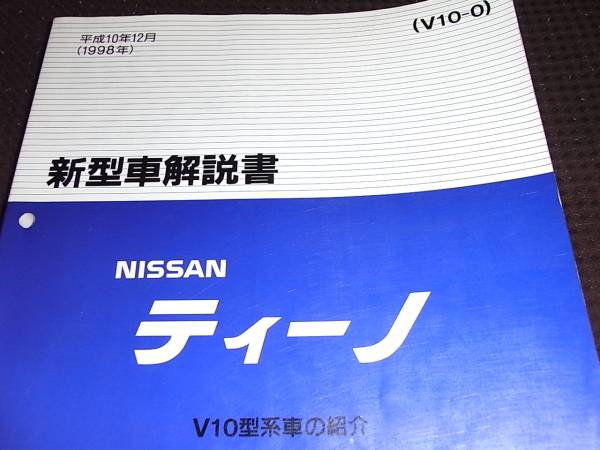 (V10-0)
平成10年12月
(1998年)
新型車解説書
NISSAN
ティーノ
V10型系車の紹介